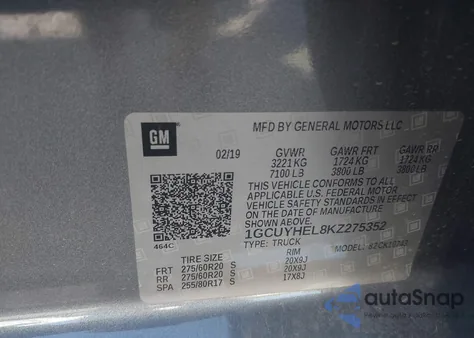 GM
MFD BY GENERAL MOTORS LLC
02/19 GVWR GAWR FRT GAWR RR
3221 KG 1724 KG 1724 KG
7100 LB 3800 LB 3800 LB
THIS VEHICLE CONFORMS TO ALL
APPLICABLE U.S. FEDERAL MOTOR
VEHICLE SAFETY STANDARDS IN
EFFECT ON THE DATE OF
MANUFACTURE SHOWN ABOVE.
1GCUYHEL8KZ275352
464C TYPE: TRUCK MODEL:
TIRE SIZE RIM
FRT 275/60R20 S 20X9J
RR 275/60R20 S 20X9J
SPA 255/80R17 S 17X8J
autoSnap